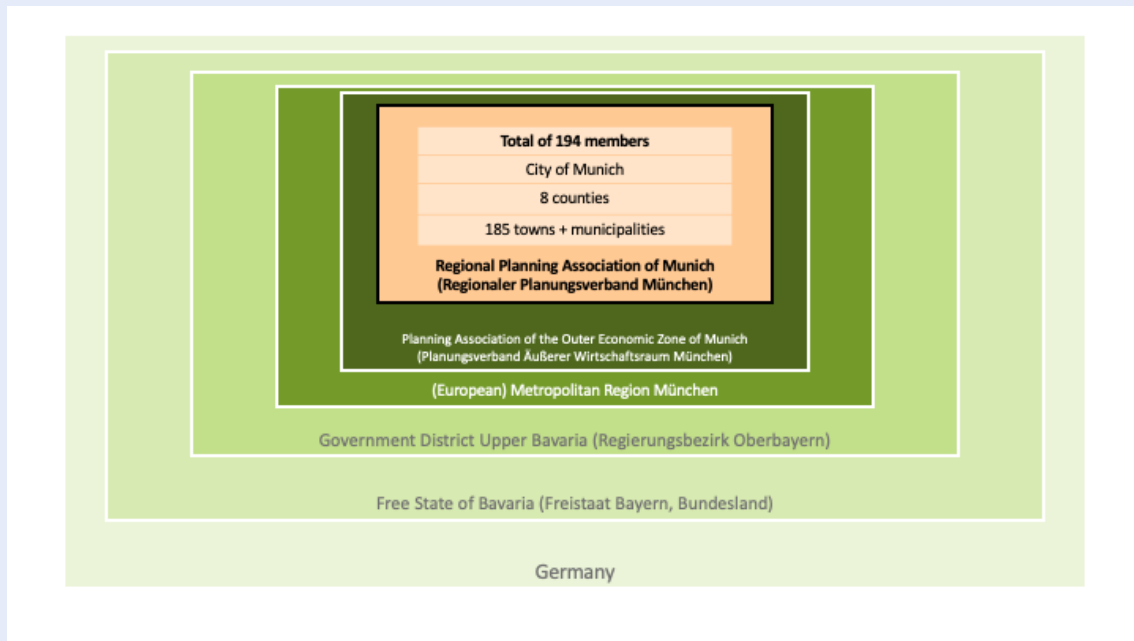 Total of 194 members
City of Munich
8 counties
185 towns + municipalities
Regional Planning Association of Munich
(Regionaler Planungsverband München)
Planning Association of the Outer Economic Zone of Munich
(Planungsverband Äußerer Wirtschaftsraum München)
(European) Metropolitan Region München
Government District Upper Bavaria (Regierungsbezirk Oberbayern)
Free State of Bavaria (Freistaat Bayern, Bundesland)
Germany